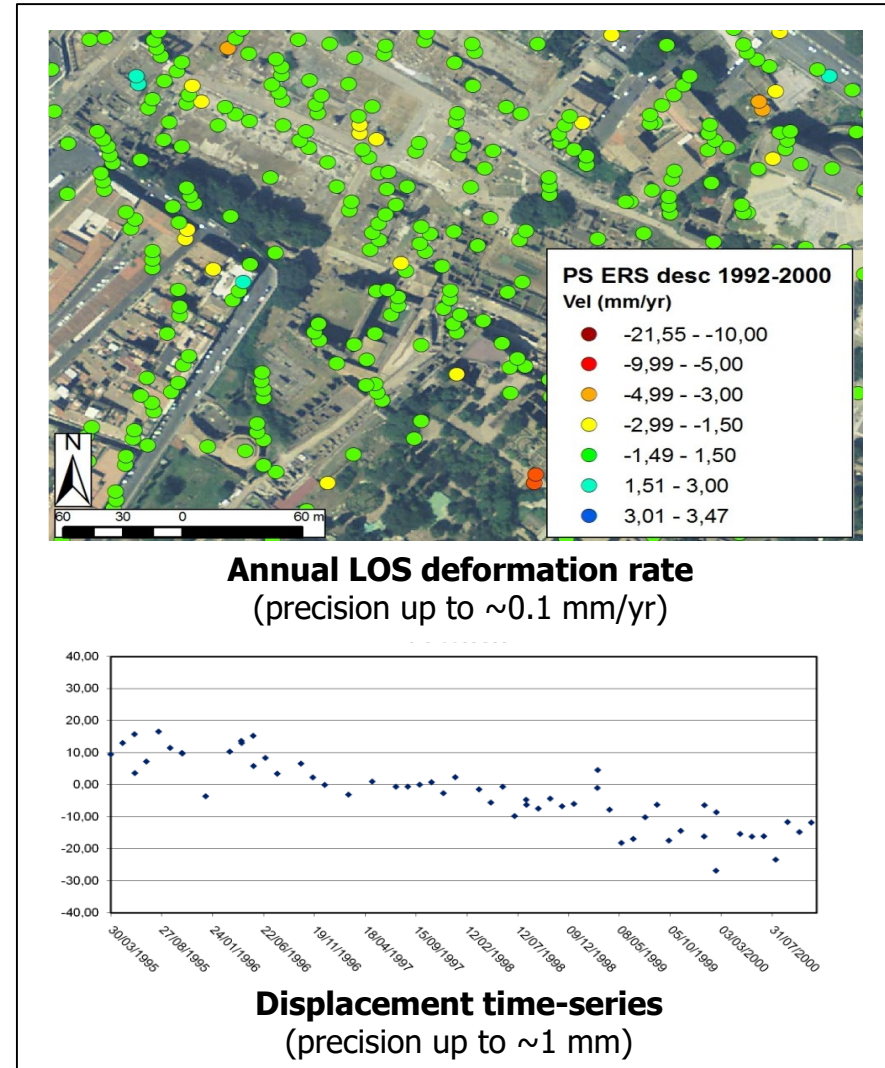 PS ERS desc 1992-2000
Vel (mm/yr)
-21,55 - -10,00
-9,99 - -5,00
-4,99 - -3,00
-2,99 - -1,50
-1,49 - 1,50
1,51 - 3,00
3,01 - 3,47
N
60 30 0 60 m
Annual LOS deformation rate
(precision up to ~0.1 mm/yr)
40,00
30,00
20,00
10,00
0,00
-10,00
-20,00
-30,00
-40,00
30/03/1995 27/08/1995 24/01/1996 22/06/1996 19/11/1996 18/04/1997 15/09/1997 12/02/1998 12/07/1998 09/12/1998 08/05/1999 05/10/1999 03/03/2000 31/07/2000
Displacement time-series
(precision up to ~1 mm)